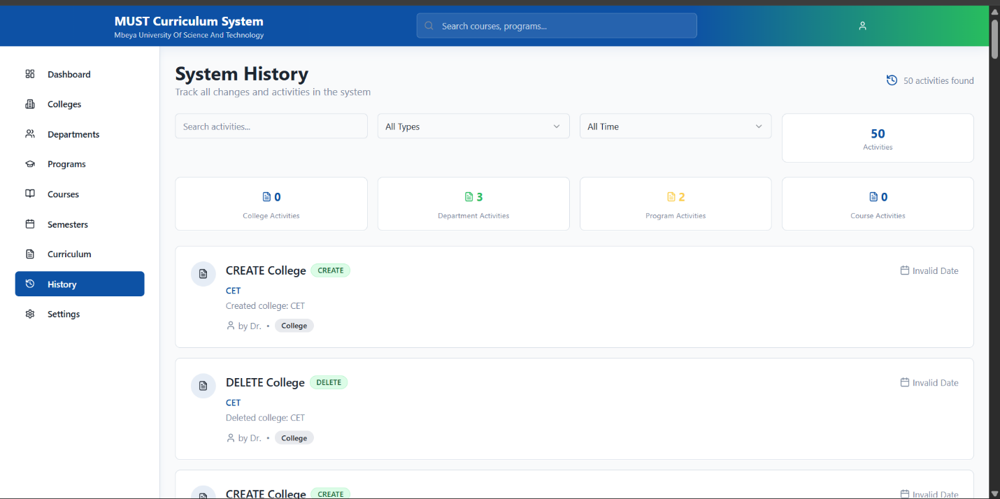 MUST Curriculum System
Mbeya University Of Science And Technology
Search courses, programs...
Dashboard
Colleges
Departments
Programs
Courses
Semesters
Curriculum
History
Settings
System History
Track all changes and activities in the system
50 activities found
Search activities...
All Types
All Time
50
Activities
0
College Activities
3
Department Activities
2
Program Activities
0
Course Activities
CREATE College CREATE
Invalid Date
CET
Created college: CET
by Dr. • College
DELETE College DELETE
Invalid Date
CET
Deleted college: CET
by Dr. • College
CREATE College CREATE
Invalid Date